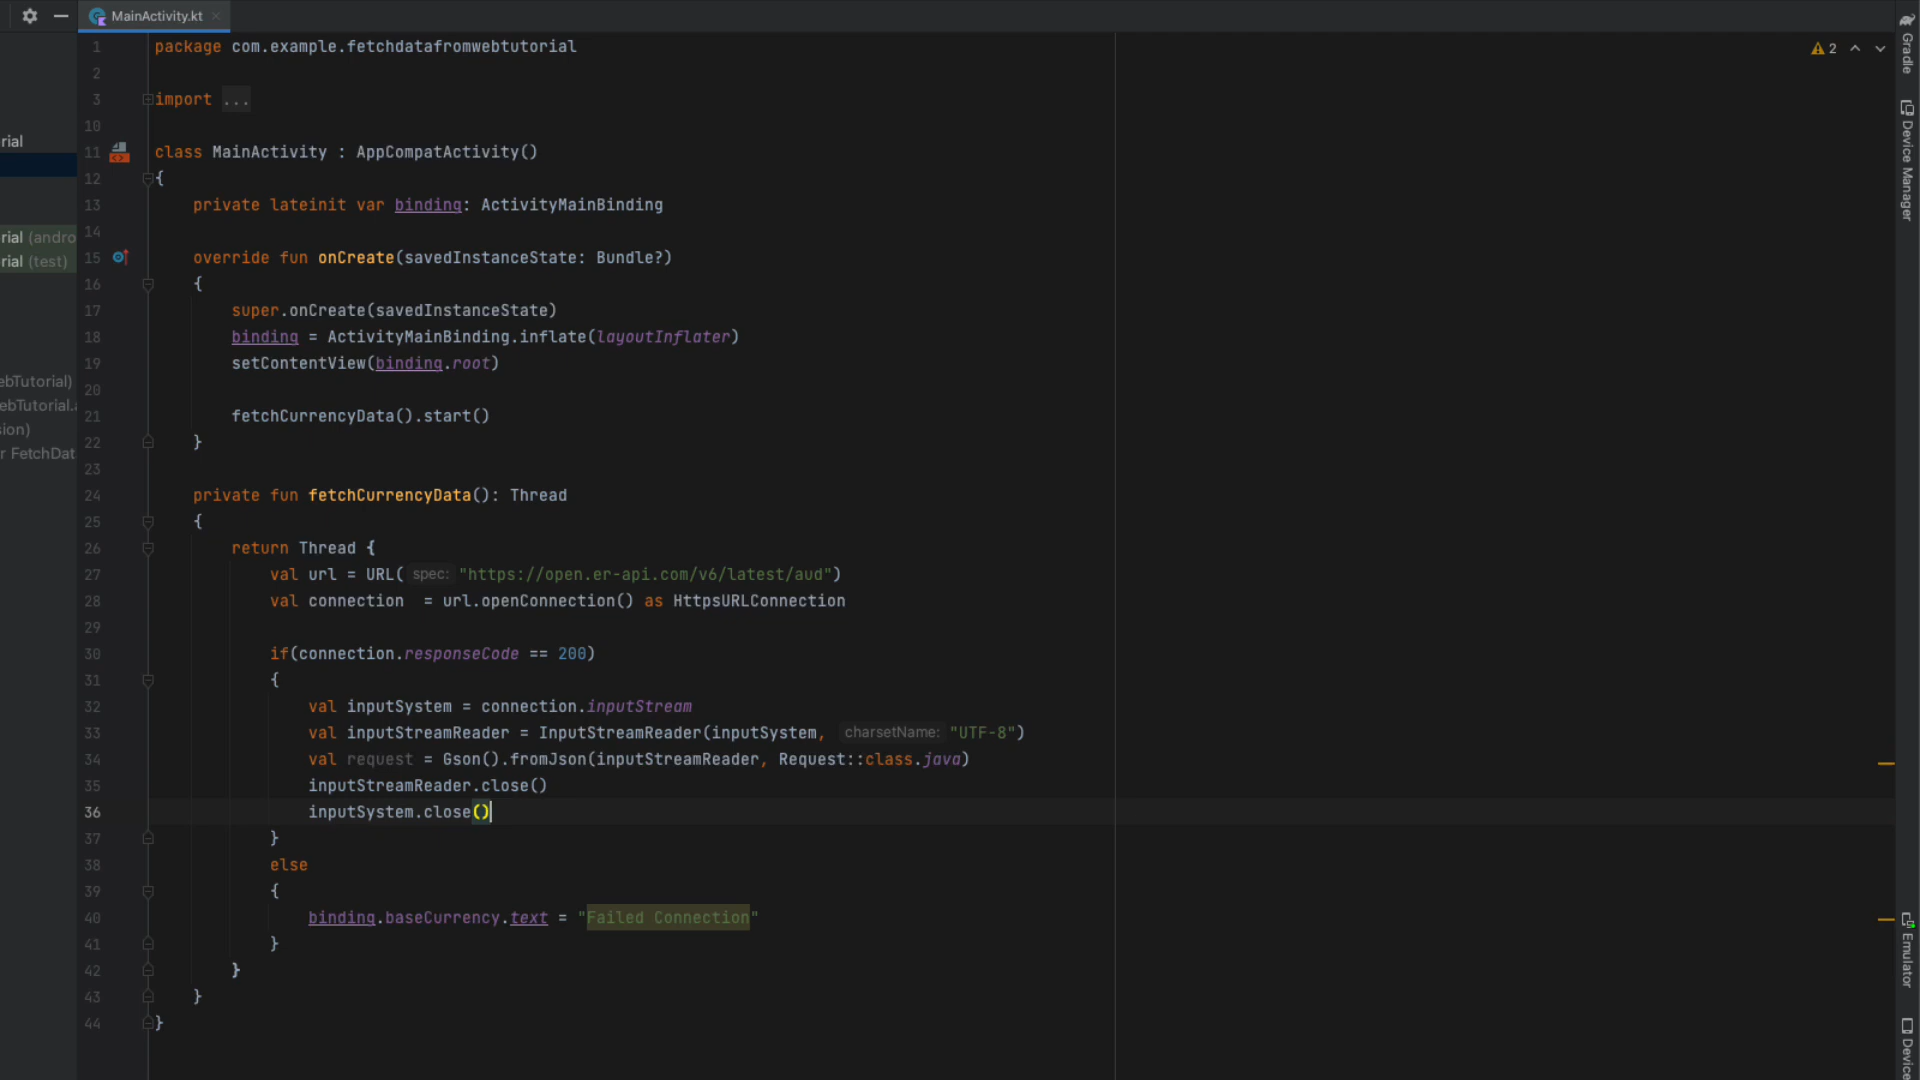 MainActivity.kt
1 package com.example.fetchdatafromwebtutorial
2
3 import ...
10
11 class MainActivity : AppCompatActivity()
12 {
13 private lateinit var binding: ActivityMainBinding
14
15 override fun onCreate(savedInstanceState: Bundle?)
16 {
17 super.onCreate(savedInstanceState)
18 binding = ActivityMainBinding.inflate(layoutInflater)
19 setContentView(binding.root)
20
21 fetchCurrencyData().start()
22 }
23
24 private fun fetchCurrencyData(): Thread
25 {
26 return Thread {
27 val url = URL( spec: "https://open.er-api.com/v6/latest/aud")
28 val connection  = url.openConnection() as HttpsURLConnection
29
30 if(connection.responseCode == 200)
31 {
32 val inputSystem = connection.inputStream
33 val inputStreamReader = InputStreamReader(inputSystem, charsetName: "UTF-8")
34 val request = Gson().fromJson(inputStreamReader, Request::class.java)
35 inputStreamReader.close()
36 inputSystem.close()
37 }
38 else
39 {
40 binding.baseCurrency.text = "Failed Connection"
41 }
42 }
43 }
44 }
2
rial
rial (andro
rial (test)
ebTutorial)
ebTutorial.a
sion)
r FetchDat
Gradle
Device Manager
Emulator
Device